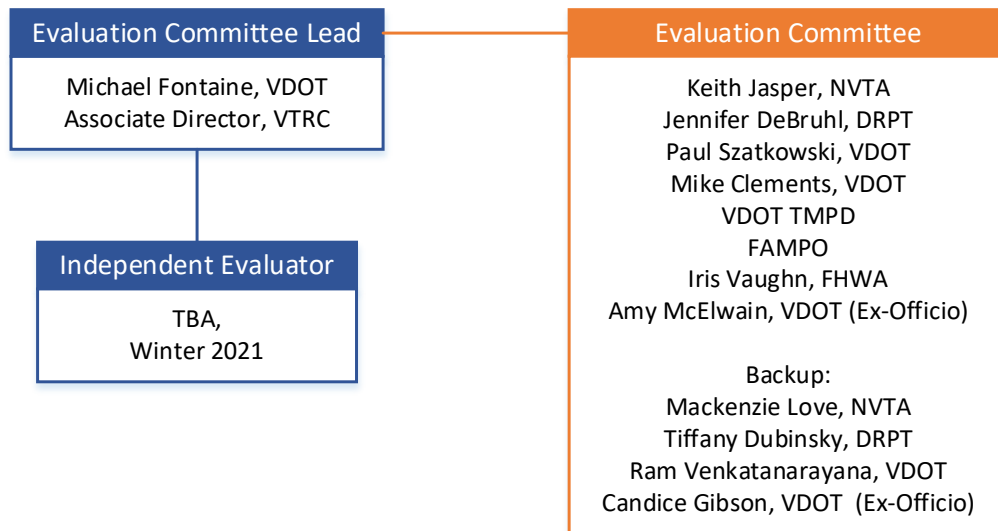 Evaluation Committee Lead
Michael Fontaine, VDOT
Associate Director, VTRC
Independent Evaluator
TBA,
Winter 2021
Evaluation Committee
Keith Jasper, NVTA
Jennifer DeBruhl, DRPT
Paul Szatkowski, VDOT
Mike Clements, VDOT
VDOT TMPD
FAMPO
Iris Vaughn, FHWA
Amy McElwain, VDOT (Ex-Officio)
Backup:
Mackenzie Love, NVTA
Tiffany Dubinsky, DRPT
Ram Venkatanarayana, VDOT
Candice Gibson, VDOT (Ex-Officio)